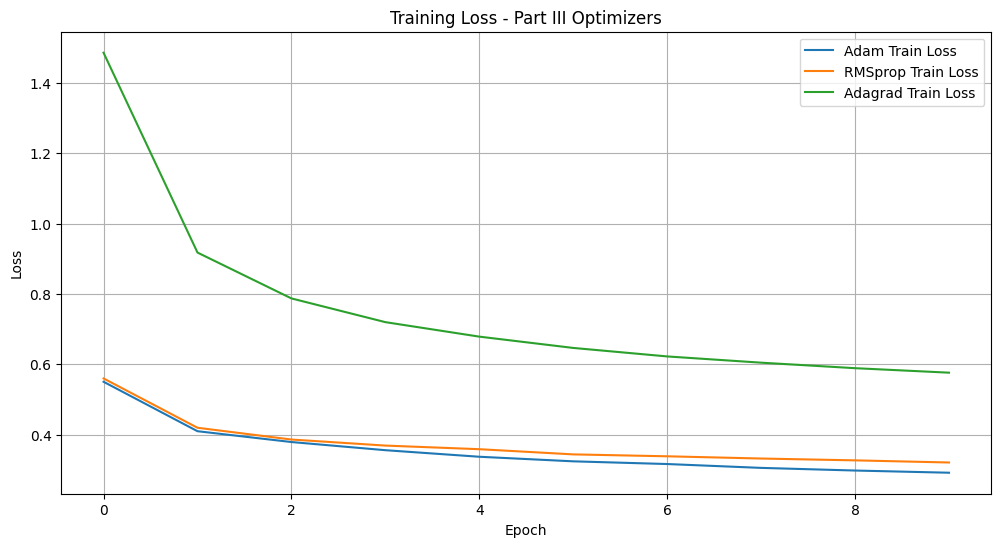 Training Loss - Part III Optimizers
Adam Train Loss
RMSprop Train Loss
Adagrad Train Loss
Loss
1.4
1.2
1.0
0.8
0.6
0.4
0 2 4 6 8
Epoch